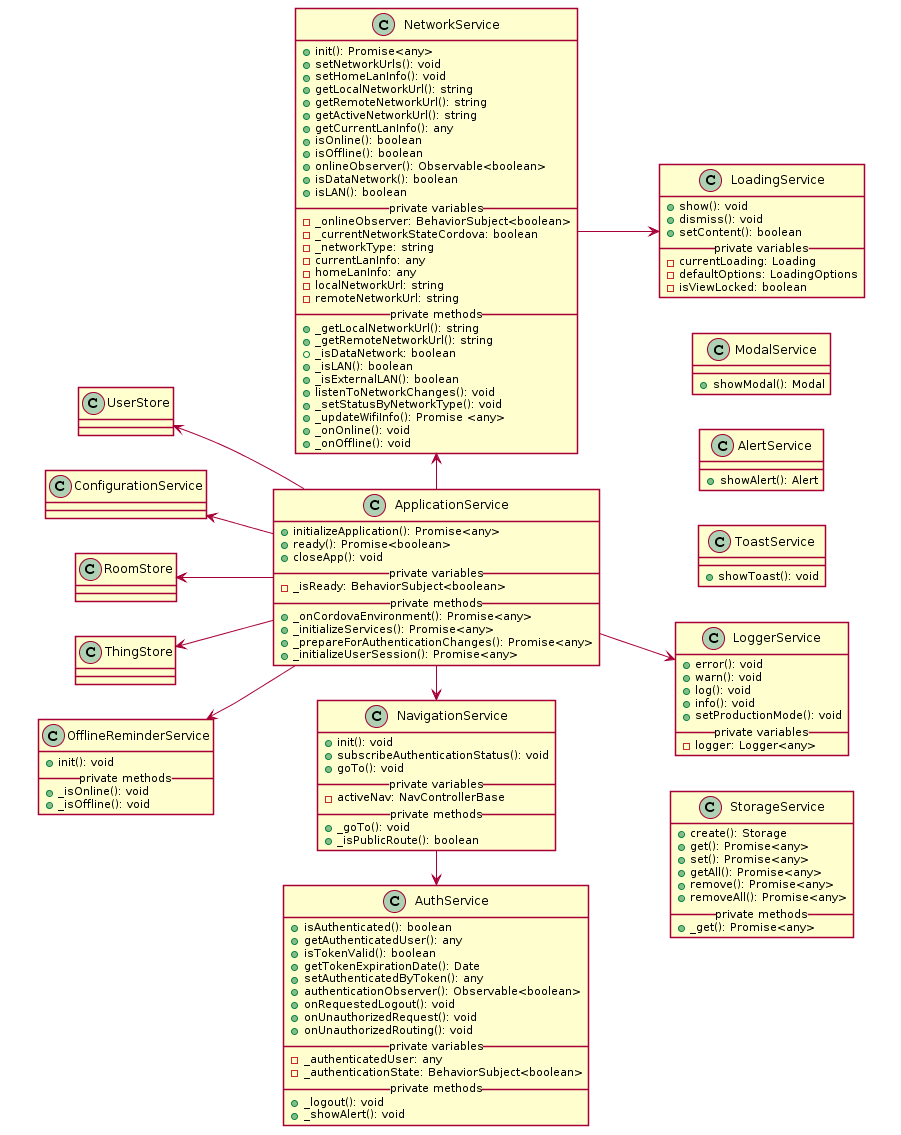 C NetworkService
init(): Promise<any>
setNetworkUrls(): void
setHomeLanInfo(): void
getLocalNetworkUrl(): string
getRemoteNetworkUrl(): string
getActiveNetworkUrl(): string
getCurrentLanInfo(): any
isOnline(): boolean
isOffline(): boolean
onlineObserver(): Observable<boolean>
isDataNetwork(): boolean
isLAN(): boolean
private variables
_onlineObserver: BehaviorSubject<boolean>
_currentNetworkStateCordova: boolean
_networkType: string
currentLanInfo: any
homeLanInfo: any
localNetworkUrl: string
remoteNetworkUrl: string
private methods
_getLocalNetworkUrl(): string
_getRemoteNetworkUrl(): string
_isDataNetwork: boolean
_isLAN(): boolean
_isExternalLAN(): boolean
listenToNetworkChanges(): void
_setStatusByNetworkType(): void
_updateWifiInfo(): Promise <any>
_onOnline(): void
_onOffline(): void
C LoadingService
show(): void
dismiss(): void
setContent(): boolean
private variables
currentLoading: Loading
defaultOptions: LoadingOptions
isViewLocked: boolean
C ModalService
showModal(): Modal
C AlertService
showAlert(): Alert
C ToastService
showToast(): void
C UserStore
C ConfigurationService
C RoomStore
C ThingStore
C OfflineReminderService
init(): void
private methods
_isOnline(): void
_isOffline(): void
C ApplicationService
initializeApplication(): Promise<any>
ready(): Promise<boolean>
closeApp(): void
private variables
_isReady: BehaviorSubject<boolean>
private methods
_onCordovaEnvironment(): Promise<any>
_initializeServices(): Promise<any>
_prepareForAuthenticationChanges(): Promise<any>
_initializeUserSession(): Promise<any>
C LoggerService
error(): void
warn(): void
log(): void
info(): void
setProductionMode(): void
private variables
logger: Logger<any>
C NavigationService
init(): void
subscribeAuthenticationStatus(): void
goTo(): void
private variables
activeNav: NavControllerBase
private methods
_goTo(): void
_isPublicRoute(): boolean
C StorageService
create(): Storage
get(): Promise<any>
set(): Promise<any>
getAll(): Promise<any>
remove(): Promise<any>
removeAll(): Promise<any>
private methods
_get(): Promise<any>
C AuthService
isAuthenticated(): boolean
getAuthenticatedUser(): any
isTokenValid(): boolean
getTokenExpirationDate(): Date
setAuthenticatedByToken(): any
authenticationObserver(): Observable<boolean>
onRequestedLogout(): void
onUnauthorizedRequest(): void
onUnauthorizedRouting(): void
private variables
_authenticatedUser: any
_authenticationState: BehaviorSubject<boolean>
private methods
_logout(): void
_showAlert(): void